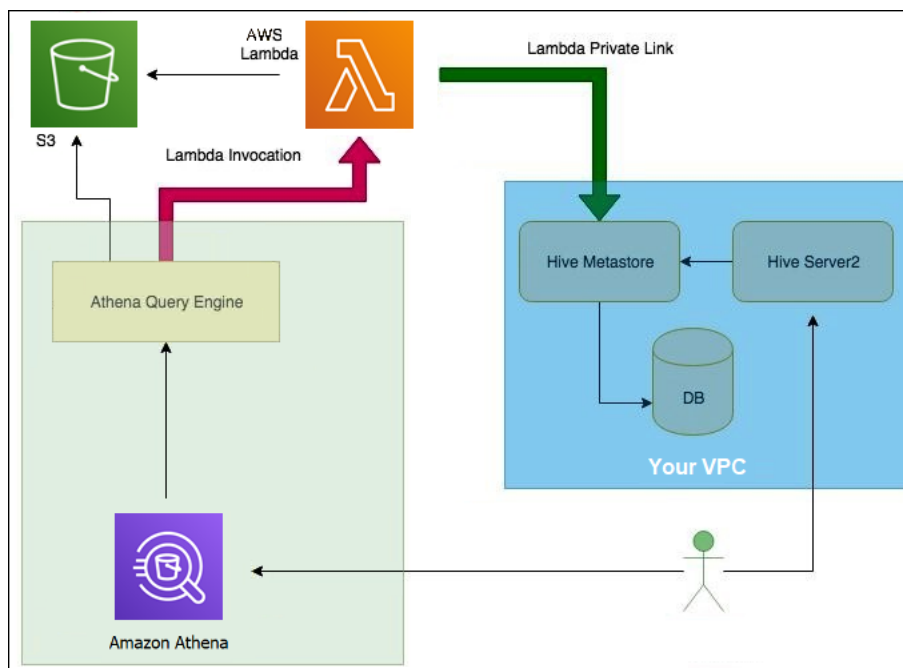 AWS
Lambda
Lambda Private Link
S3
Lambda Invocation
Athena Query Engine
Hive Metastore
Hive Server2
DB
Your VPC
Amazon Athena